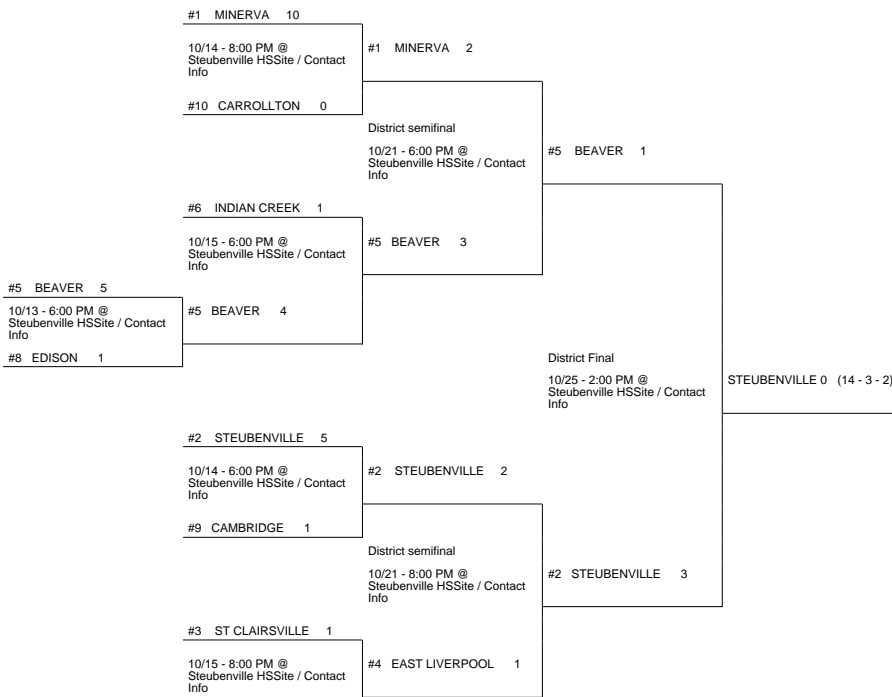 #1 MINERVA 10
10/14 - 8:00 PM @
Steubenville HSSite / Contact
Info
#1 MINERVA 2
#10 CARROLLTON 0
District semifinal
10/21 - 6:00 PM @
Steubenville HSSite / Contact
Info
#5 BEAVER 1
#6 INDIAN CREEK 1
10/15 - 6:00 PM @
Steubenville HSSite / Contact
Info
#5 BEAVER 3
#5 BEAVER 5
10/13 - 6:00 PM @
Steubenville HSSite / Contact
Info
#5 BEAVER 4
#8 EDISON 1
District Final
10/25 - 2:00 PM @
Steubenville HSSite / Contact
Info
STEUBENVILLE 0 (14 - 3 - 2)
#2 STEUBENVILLE 5
10/14 - 6:00 PM @
Steubenville HSSite / Contact
Info
#2 STEUBENVILLE 2
#9 CAMBRIDGE 1
District semifinal
10/21 - 8:00 PM @
Steubenville HSSite / Contact
Info
#2 STEUBENVILLE 3
#3 ST CLAIRSVILLE 1
10/15 - 8:00 PM @
Steubenville HSSite / Contact
Info
#4 EAST LIVERPOOL 1